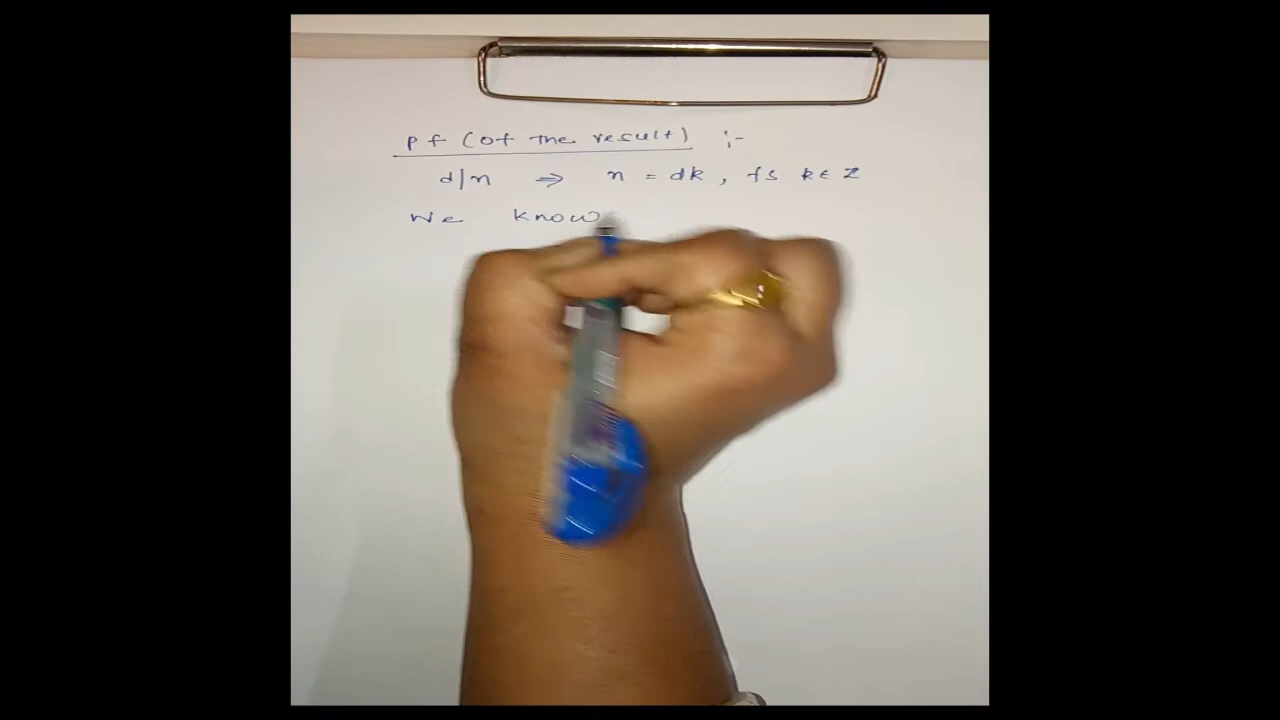 Pf (of the result) :-
d/n ⇒ n = dk, fs k ∈ Z
We know